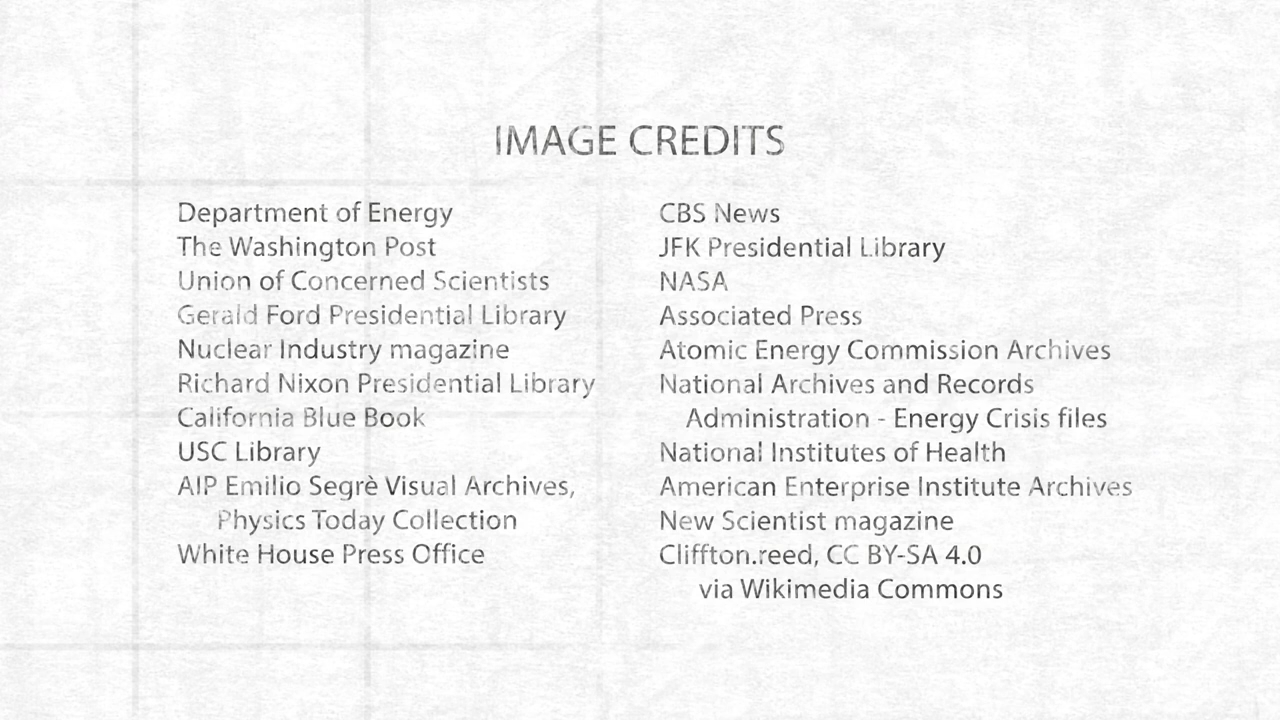 IMAGE CREDITS
Department of Energy
The Washington Post
Union of Concerned Scientists
Gerald Ford Presidential Library
Nuclear Industry magazine
Richard Nixon Presidential Library
California Blue Book
USC Library
AIP Emilio Segrè Visual Archives,
Physics Today Collection
White House Press Office
CBS News
JFK Presidential Library
NASA
Associated Press
Atomic Energy Commission Archives
National Archives and Records
Administration - Energy Crisis files
National Institutes of Health
American Enterprise Institute Archives
New Scientist magazine
Cliffton.reed, CC BY-SA 4.0
via Wikimedia Commons